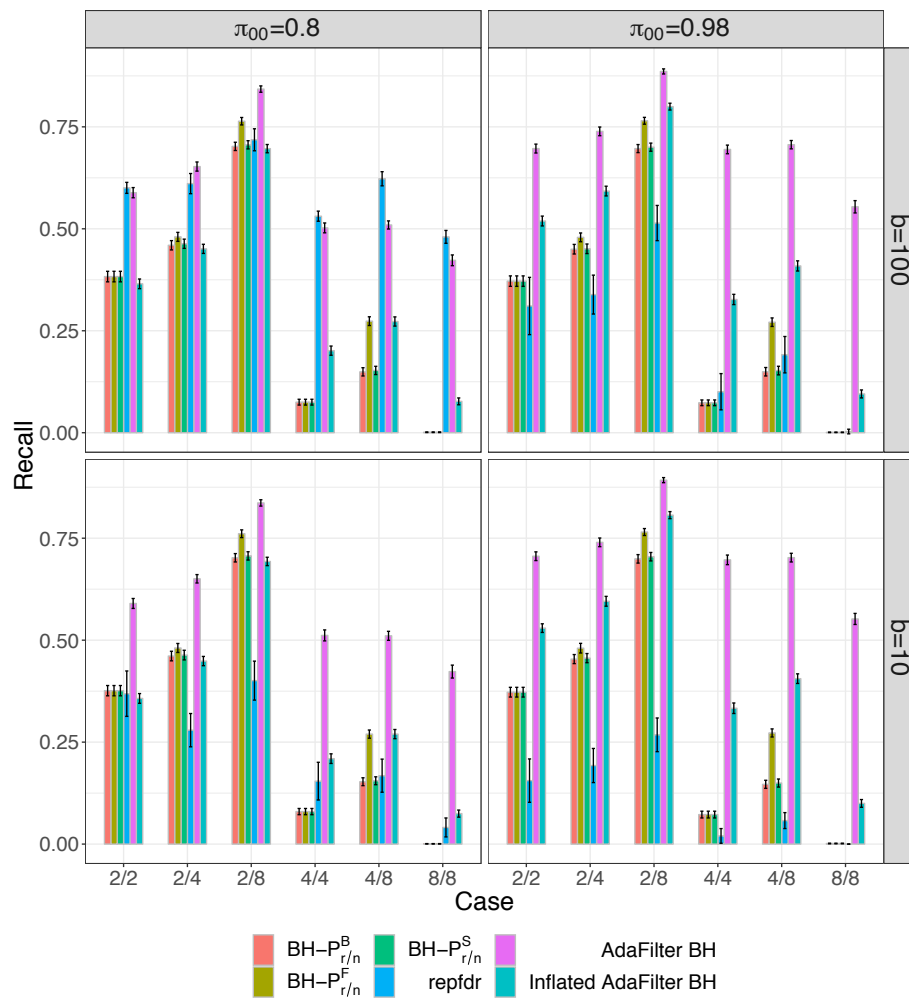 π00=0.8 π00=0.98
0.75
0.50
0.25
0.00
b=100
Recall
0.75
0.50
0.25
0.00
b=10
2/2 2/4 2/8 4/4 4/8 8/8 2/2 2/4 2/8 4/4 4/8 8/8
Case
BH−P^B_r/n BH−P^S_r/n AdaFilter BH
BH−P^F_r/n repfdr Inflated AdaFilter BH